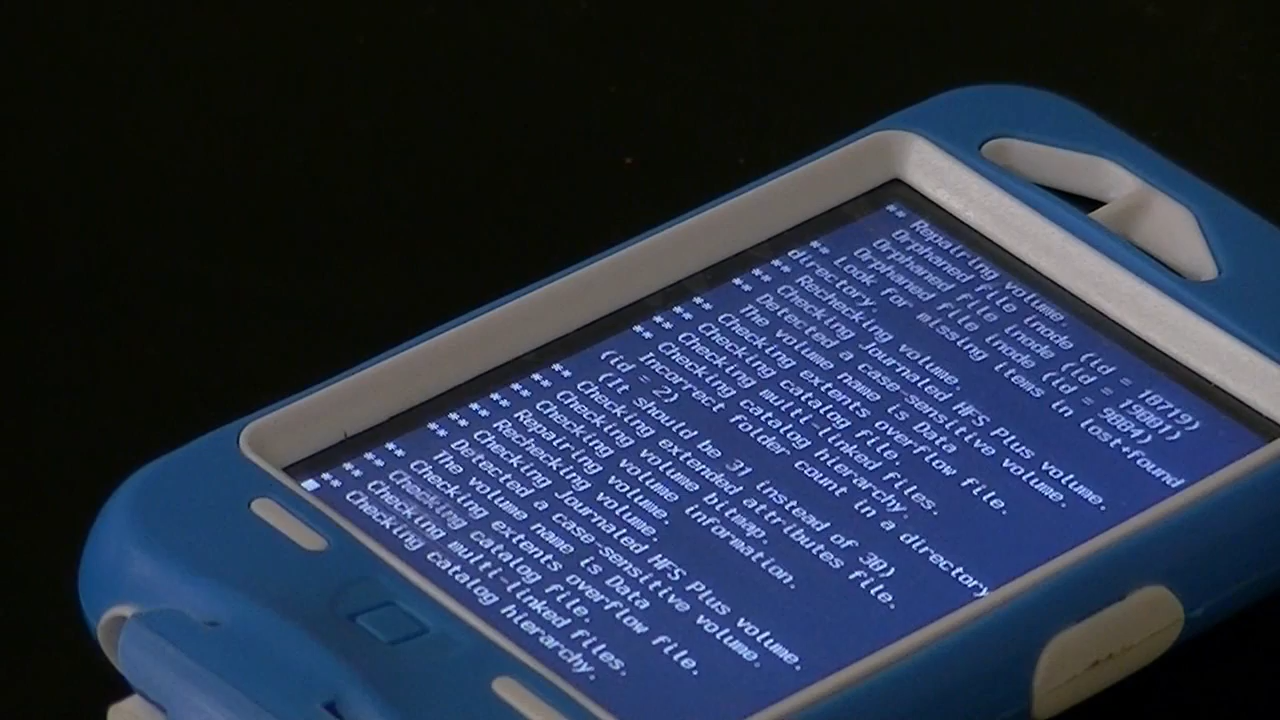 ** Repairing volume.
Orphaned file inode (id = 18719)
Orphaned file inode (id = 19001)
Orphaned file inode (id = 9884)
** Look for missing items in lost+found
directory.
** Rechecking volume.
** Checking Journaled HFS Plus volume.
Detected a case-sensitive volume.
The volume name is Data
** Checking extents overflow file.
** Checking catalog file.
** Checking multi-linked files.
** Checking catalog hierarchy.
Incorrect folder count in a directory
(id = 2)
(It should be 31 instead of 30)
** Checking extended attributes file.
** Checking volume bitmap.
** Checking volume information.
** Repairing volume.
** Rechecking volume.
** Checking Journaled HFS Plus volume.
Detected a case-sensitive volume.
The volume name is Data
** Checking extents overflow file.
** Checking catalog file.
** Checking multi-linked files.
** Checking catalog hierarchy.